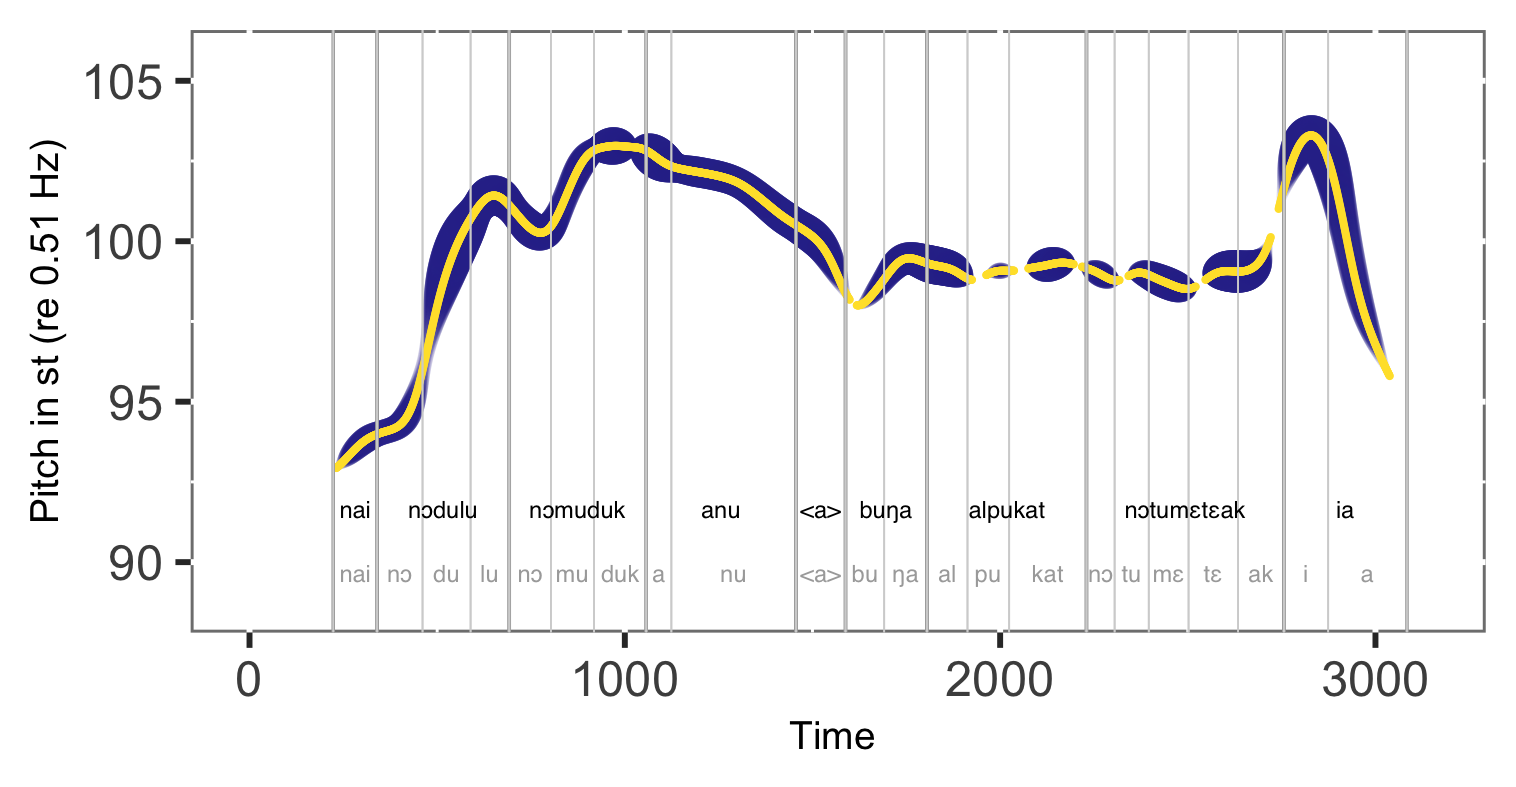 105
100
95
90
Pitch in st (re 0.51 Hz)
nai nɔdulu nɔmuduk anu <a> buŋa alpukat nɔtumɛtɛak ia
nai nɔ du lu nɔ mu duk a nu <a> bu ŋa al pu kat nɔ tu mɛ tɛ ak i a
0 1000 2000 3000
Time